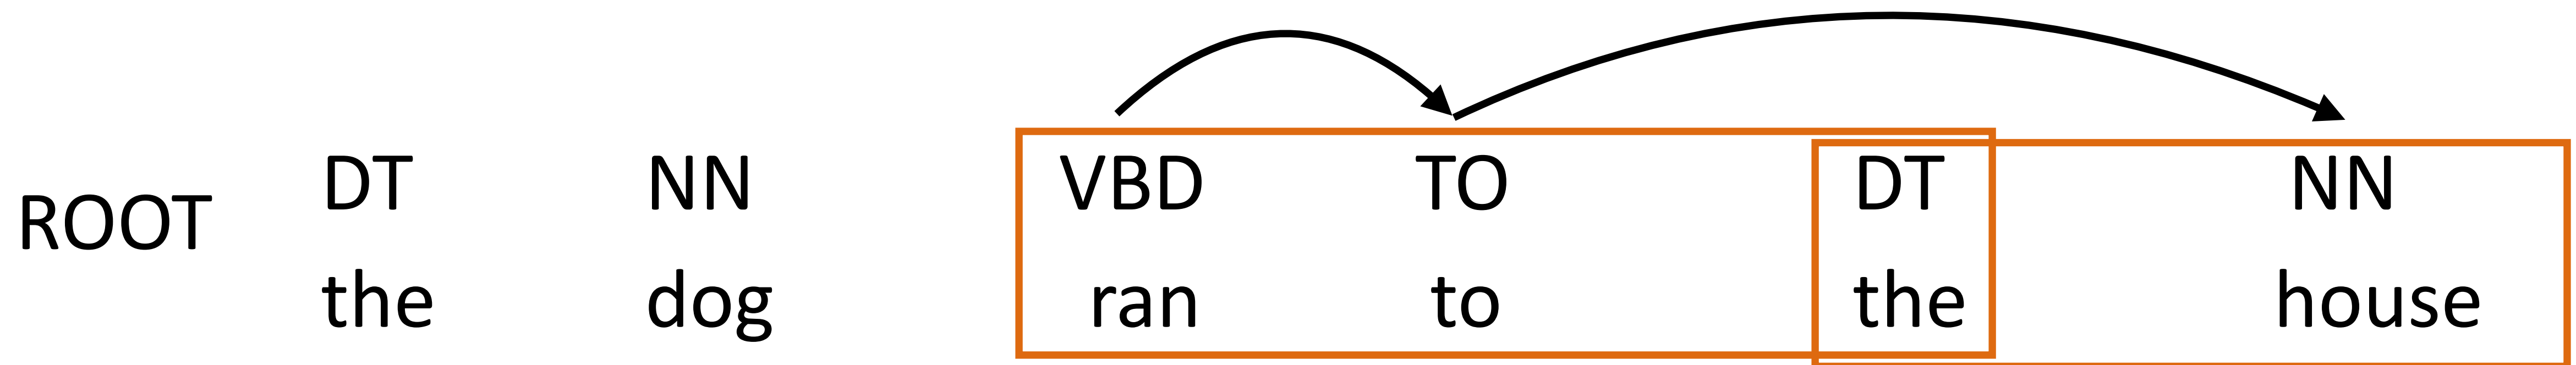 ROOT DT NN VBD TO DT NN
the dog ran to the house